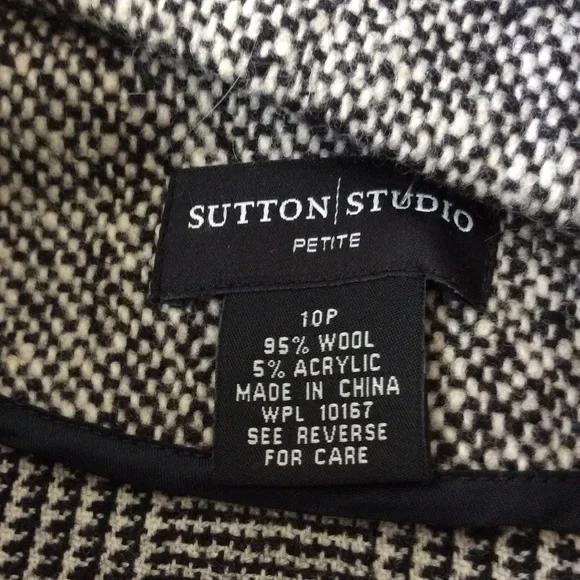 SUTTON|STUDIO
PETITE
10P
95% WOOL
5% ACRYLIC
MADE IN CHINA
WPL 10167
SEE REVERSE
FOR CARE